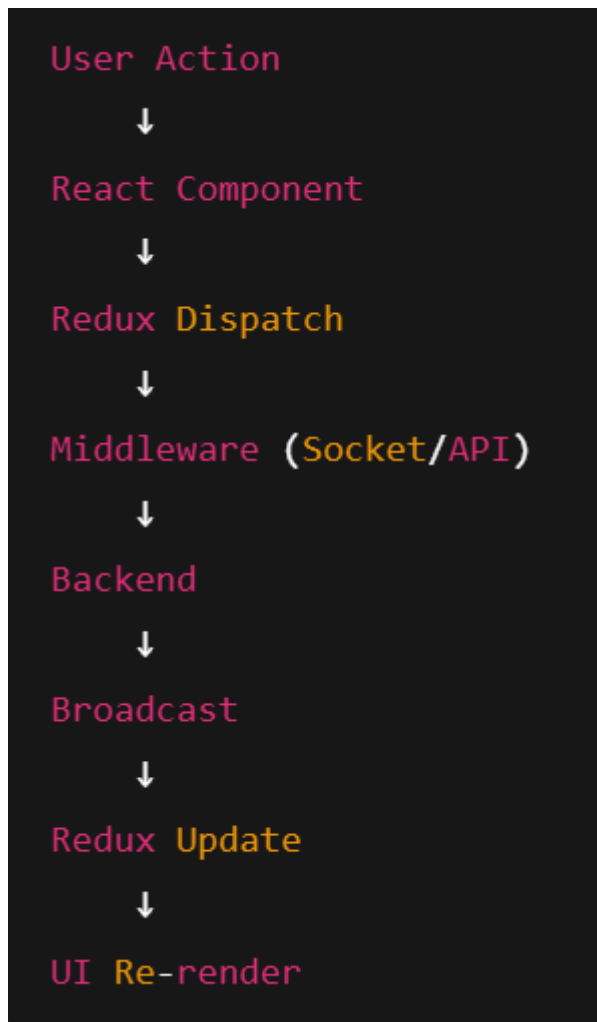 User Action
↓
React Component
↓
Redux Dispatch
↓
Middleware (Socket/API)
↓
Backend
↓
Broadcast
↓
Redux Update
↓
UI Re-render